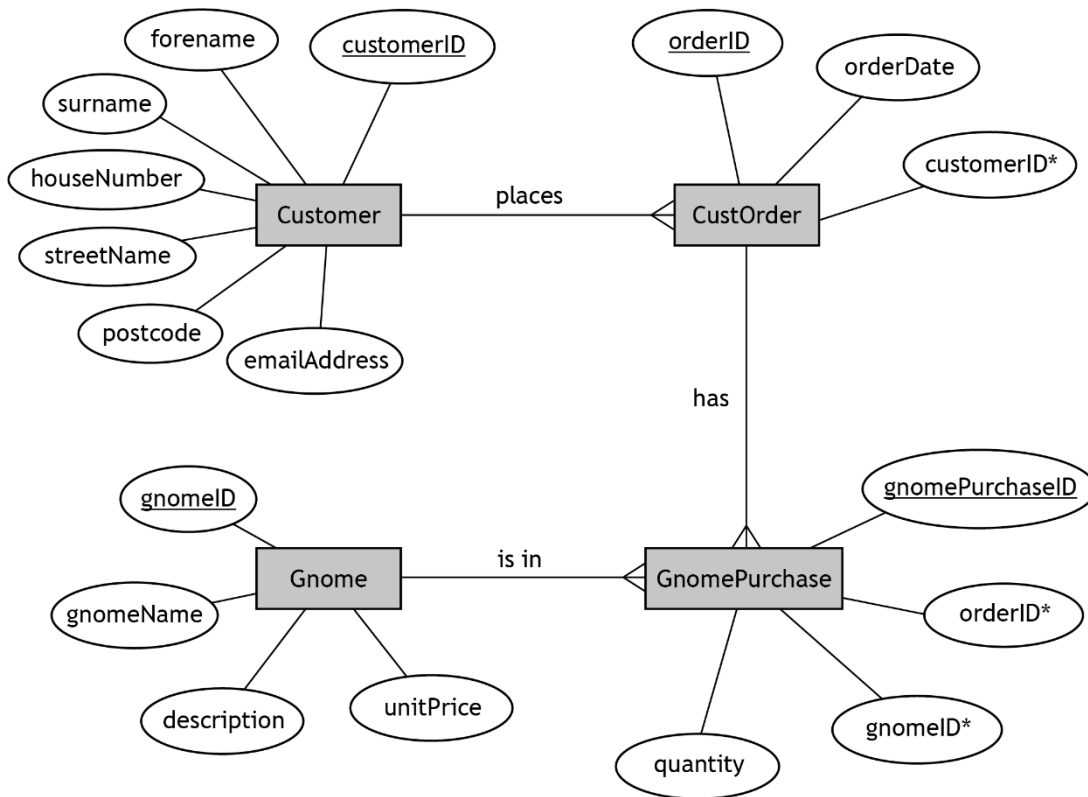 forename
customerID
orderID
orderDate
surname
customerID*
houseNumber
Customer
places
CustOrder
streetName
postcode
emailAddress
has
gnomeID
gnomePurchaseID
Gnome
is in
GnomePurchase
gnomeName
orderID*
description
unitPrice
gnomeID*
quantity